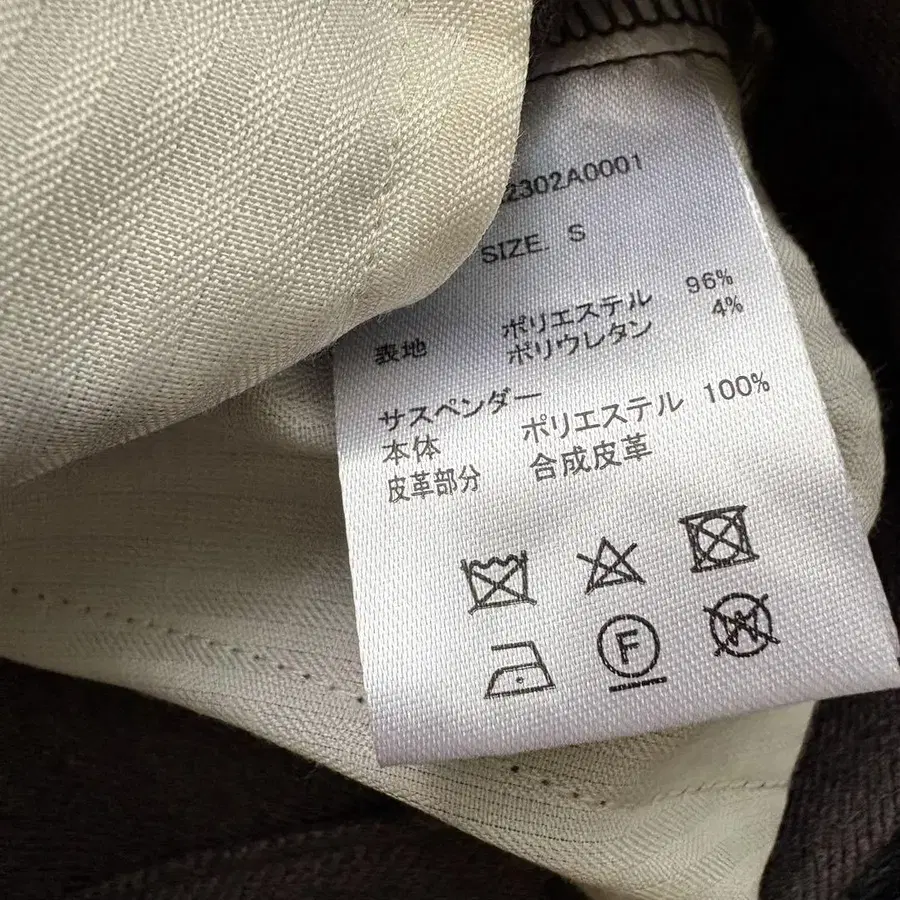 2302A0001
SIZE. S
表地 ポリエステル 96%
ポリウレタン 4%
サスペンダー
本体 ポリエステル 100%
皮革部分 合成皮革
F
W